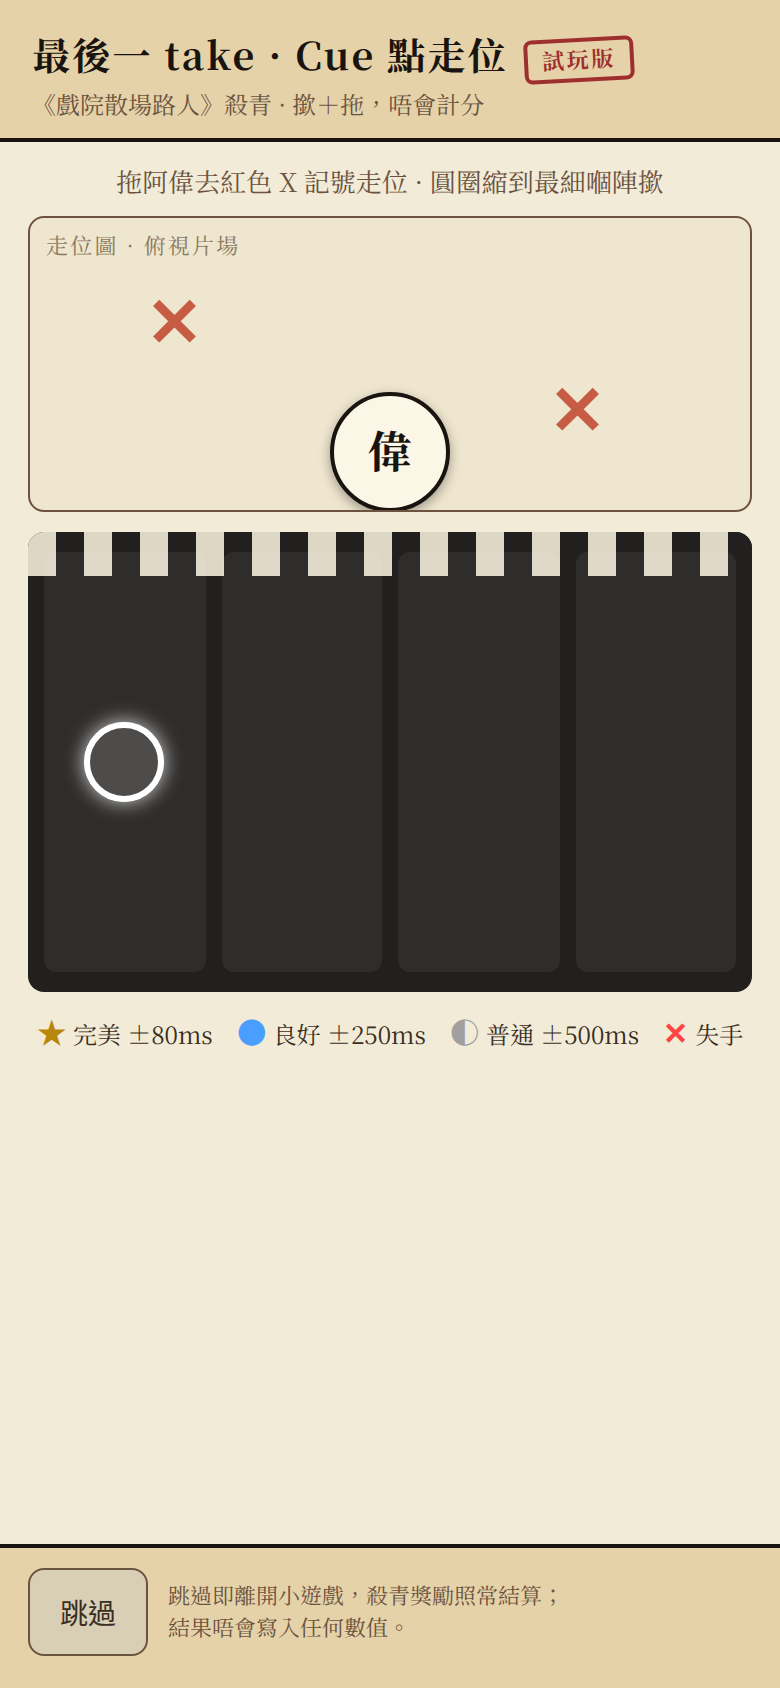 最後一 take · Cue 點走位 試玩版
《戲院散場路人》殺青 · 撳＋拖，唔會計分
拖阿偉去紅色 X 記號走位 · 圓圈縮到最細嗰陣撳
走位圖 · 俯視片場
偉
★ 完美 ±80ms 良好 ±250ms 普通 ±500ms ✕ 失手
跳過
跳過即離開小遊戲，殺青獎勵照常結算；
結果唔會寫入任何數值。